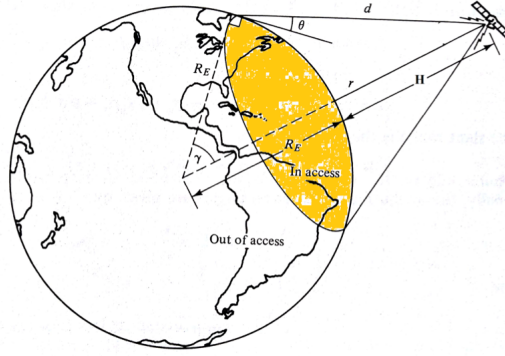 d
θ
R_E
r
H
R_E
γ
In access
Out of access